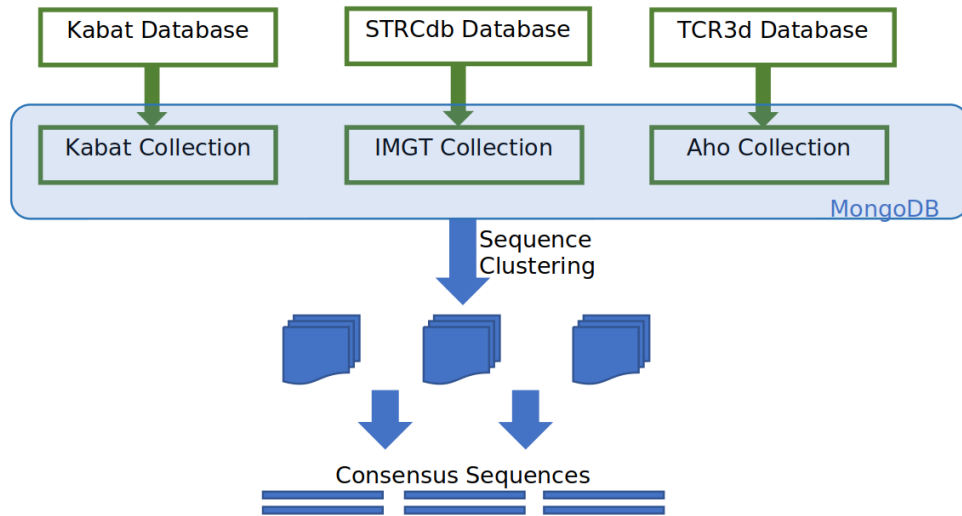 Kabat Database
STRCdb Database
TCR3d Database
Kabat Collection
IMGT Collection
Aho Collection
MongoDB
Sequence
Clustering
Consensus Sequences